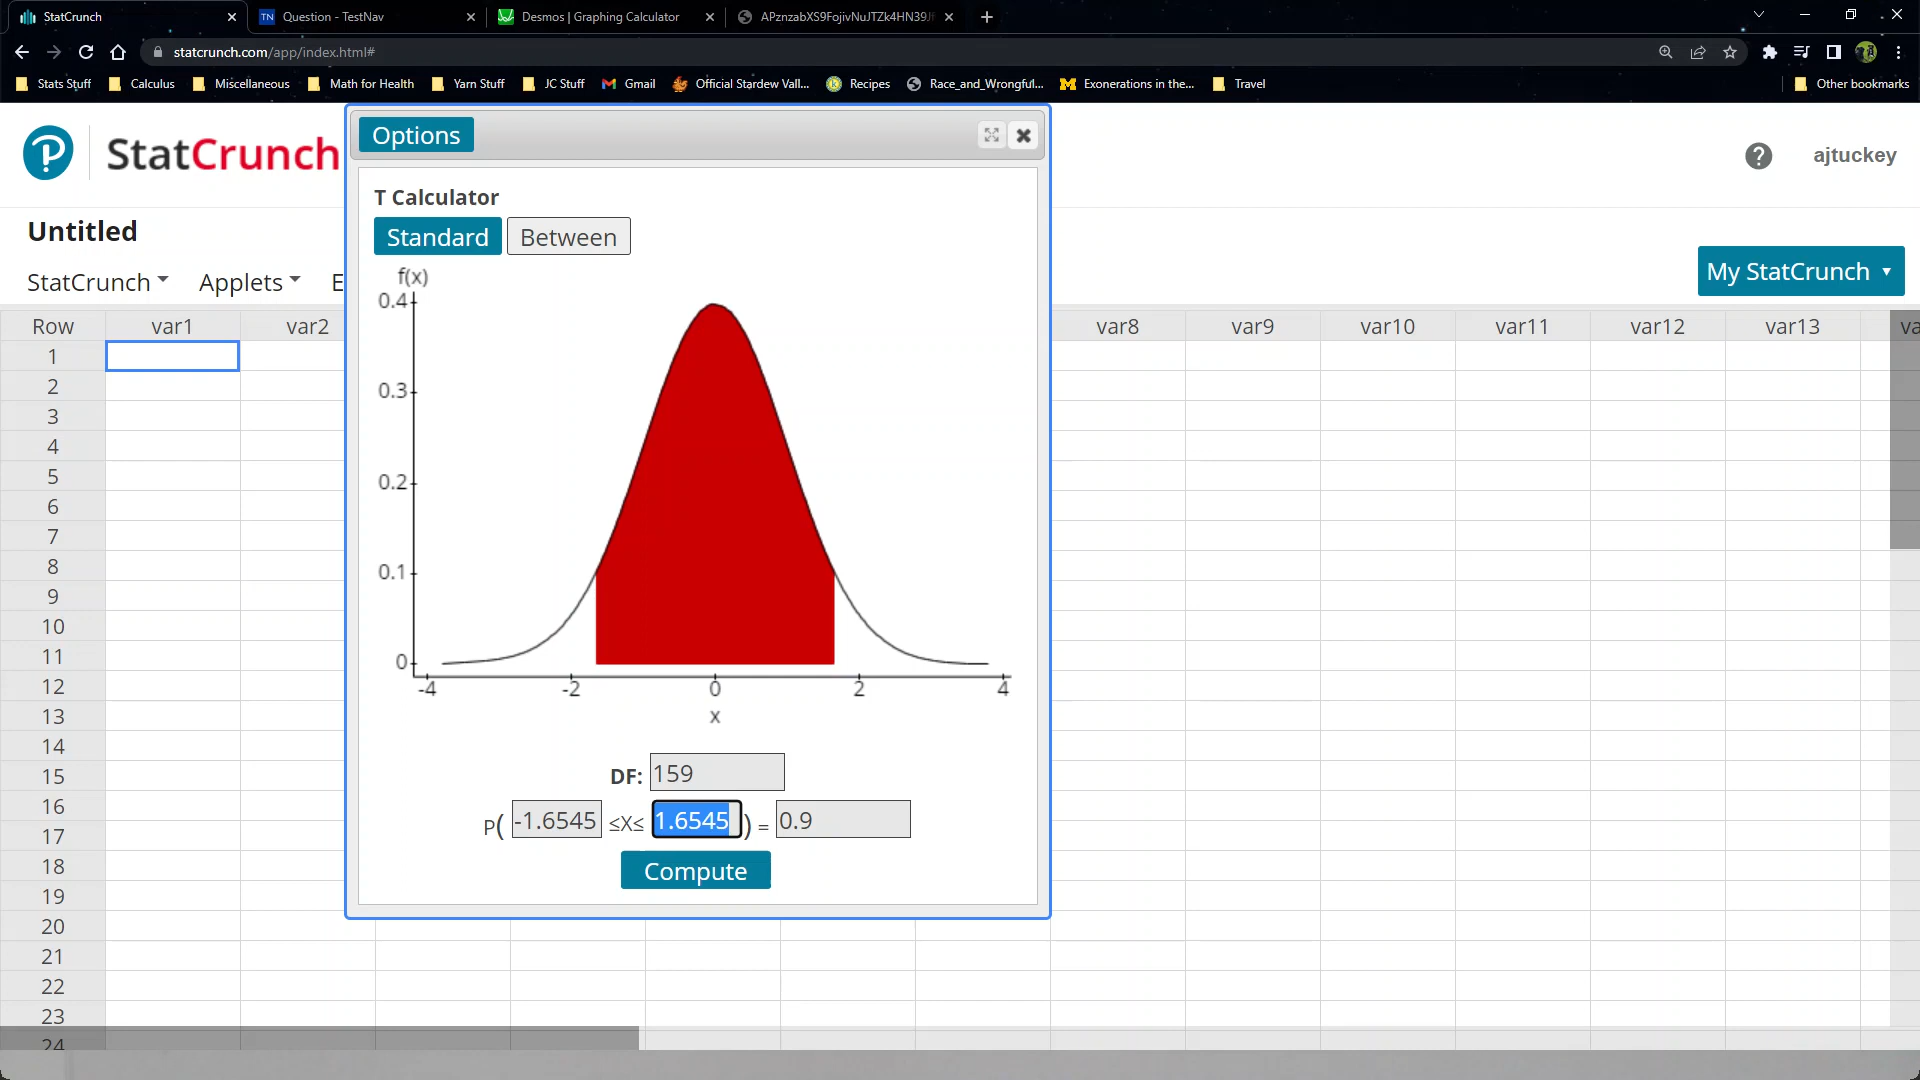 StatCrunch
TN Question - TestNav
Desmos | Graphing Calculator
APznzabXS9FojivNuJTZk4HN39J
statcrunch.com/app/index.html#
Stats Stuff Calculus Miscellaneous Math for Health Yarn Stuff JC Stuff Gmail Official Stardew Vall... Recipes Race_and_Wrongful... Exonerations in the... Travel Other bookmarks
StatCrunch
ajtuckey
Untitled
StatCrunch Applets E
My StatCrunch
Options
T Calculator
Standard Between
f(x)
0.4
0.3
0.2
0.1
0
-4 -2 0 2 4
x
DF: 159
P( -1.6545 ≤X≤ 1.6545 ) = 0.9
Compute
Row var1 var2 var8 var9 var10 var11 var12 var13 va
1
2
3
4
5
6
7
8
9
10
11
12
13
14
15
16
17
18
19
20
21
22
23
24